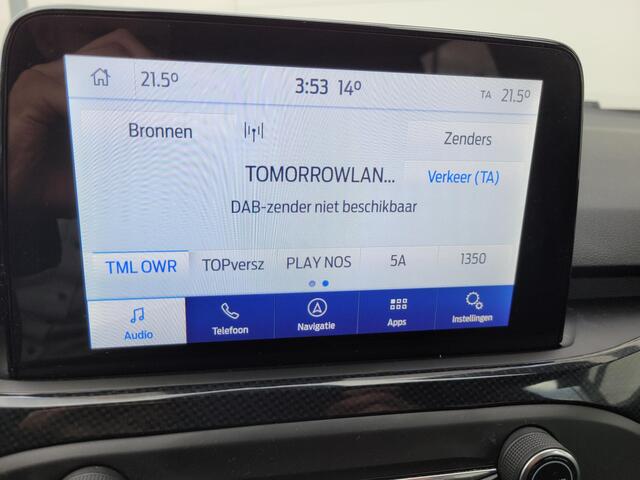 21.5° 3:53 14° TA 21.5°
Bronnen Zenders
TOMORROWLAN... Verkeer (TA)
DAB-zender niet beschikbaar
TML OWR TOPversz PLAY NOS 5A 1350
Audio Telefoon Navigatie Apps Instellingen